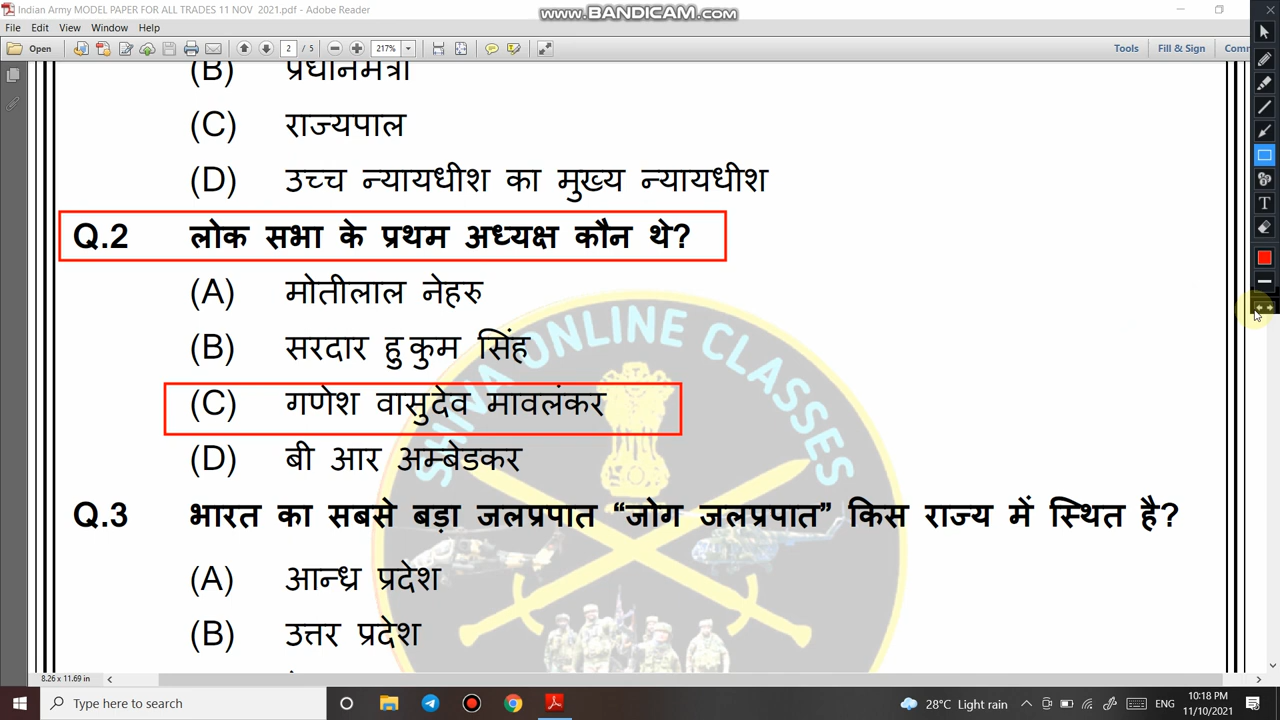 Indian Army MODEL PAPER FOR ALL TRADES 11 NOV 2021.pdf - Adobe Reader
www.BANDICAM.com
File Edit View Window Help
Open 2 / 5 217% Tools Fill & Sign Comm
(B) प्रधानमंत्री
(C) राज्यपाल
(D) उच्च न्यायधीश का मुख्य न्यायधीश
Q.2 लोक सभा के प्रथम अध्यक्ष कौन थे?
(A) मोतीलाल नेहरु
(B) सरदार हुकुम सिंह
(C) गणेश वासुदेव मावलंकर
(D) बी आर अम्बेडकर
SHIVA ONLINE CLASSES
Q.3 भारत का सबसे बड़ा जलप्रपात “जोग जलप्रपात” किस राज्य में स्थित है?
(A) आन्ध्र प्रदेश
(B) उत्तर प्रदेश
8.26 x 11.69 in
Type here to search
28°C Light rain
ENG
10:18 PM
11/10/2021